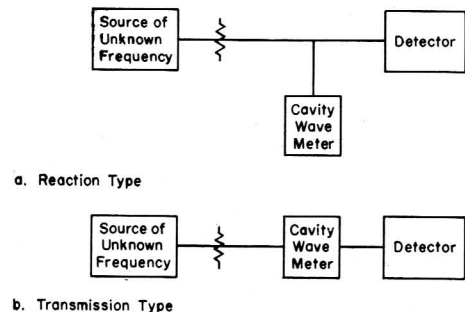 Source of
Unknown
Frequency
Detector
Cavity
Wave
Meter
a. Reaction Type
Source of
Unknown
Frequency
Cavity
Wave
Meter
Detector
b. Transmission Type